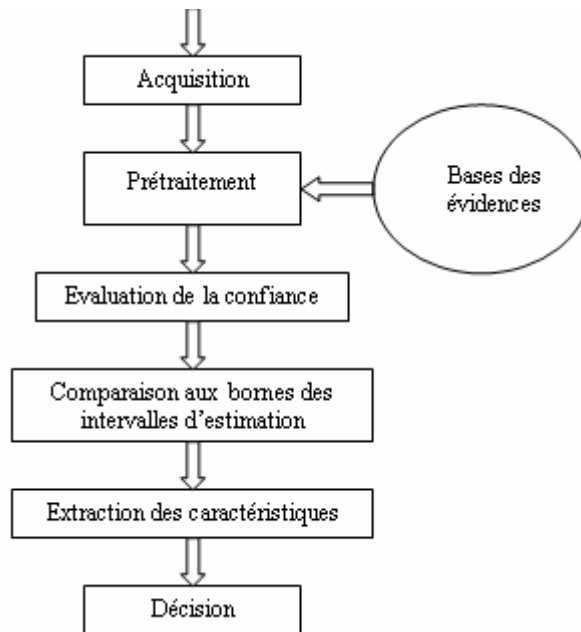 Acquisition
Prétraitement
Bases des
évidences
Evaluation de la confiance
Comparaison aux bornes des
intervalles d'estimation
Extraction des caractéristiques
Décision